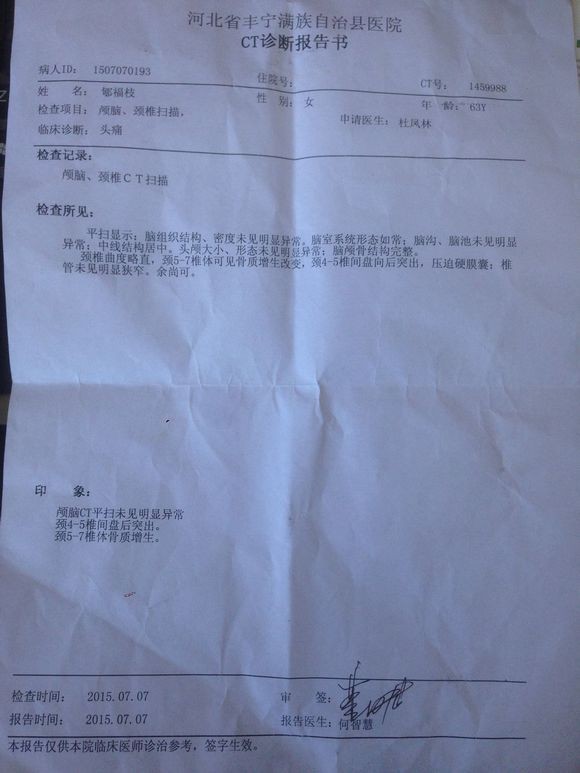 河北省丰宁满族自治县医院
CT诊断报告书
病人ID： 1507070193 住院号： CT号： 1459988
姓 名： 郇福枝 性 别：女 年 龄： 63Y
检查项目： 颅脑、颈椎扫描， 申请医生：杜凤林
临床诊断：头痛
检查记录：
颅脑、颈椎ＣＴ扫描
检查所见：
平扫显示；脑组织结构、密度未见明显异常。脑室系统形态如常；脑沟、脑池未见明显
异常；中线结构居中。头颅大小、形态未见明显异常；脑颅骨结构完整。
颈椎曲度略直，颈5-7椎体可见骨质增生改变，颈4-5椎间盘向后突出，压迫硬膜囊；椎
管未见明显狭窄。余尚可。
印 象：
颅脑CT平扫未见明显异常
颈4-5椎间盘后突出。
颈5-7椎体骨质增生。
检查时间： 2015.07.07 审 签：
报告时间： 2015.07.07 报告医生：何智慧
本报告仅供本院临床医师诊治参考，签字生效。